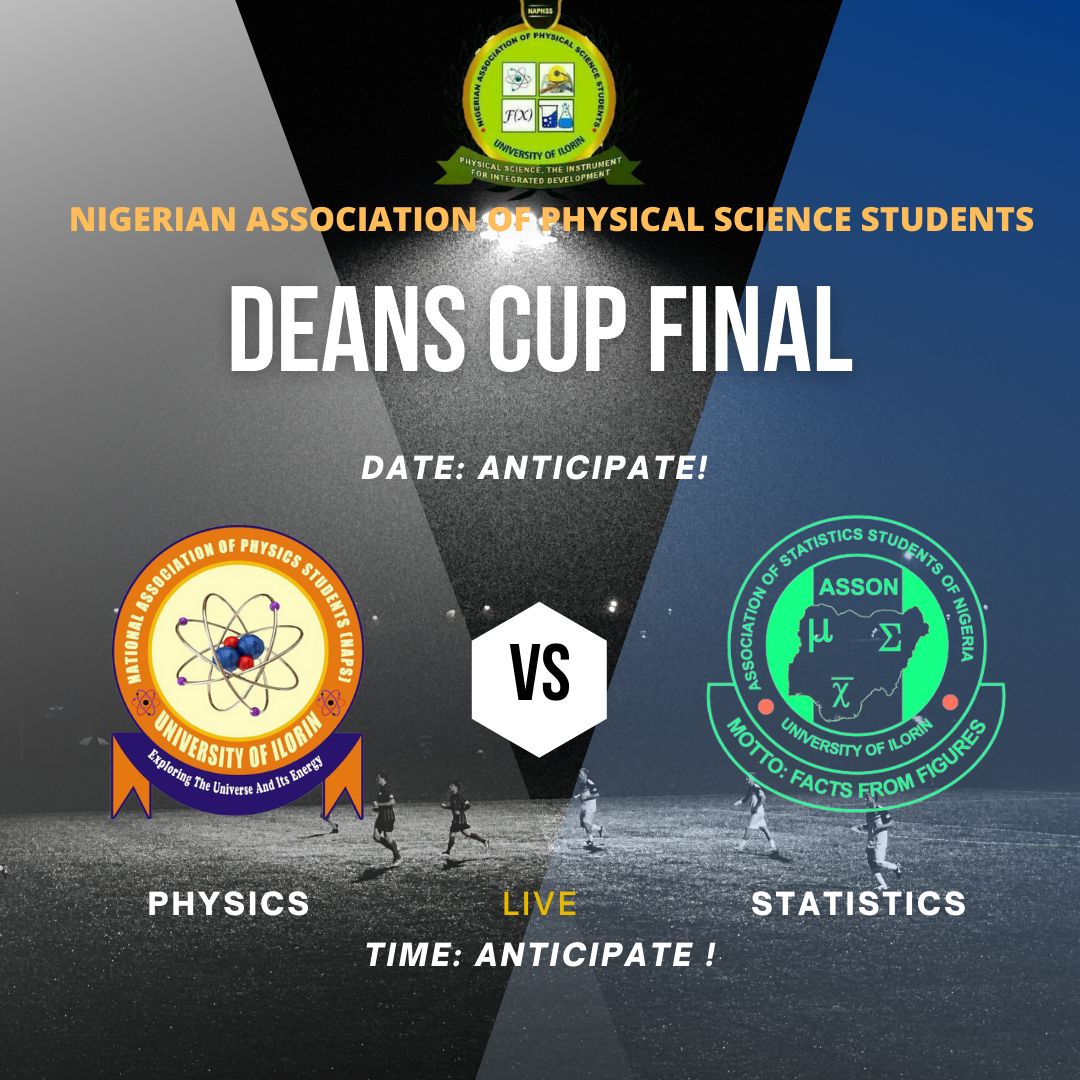 NAPHSS
NIGERIAN ASSOCIATION OF PHYSICAL SCIENCE STUDENTS
F(X)
UNIVERSITY OF ILORIN
PHYSICAL SCIENCE, THE INSTRUMENT
FOR INTEGRATED DEVELOPMENT
NIGERIAN ASSOCIATION OF PHYSICAL SCIENCE STUDENTS
DEANS CUP FINAL
DATE: ANTICIPATE!
NATIONAL ASSOCIATION OF PHYSICS STUDENTS (NAPS)
UNIVERSITY OF ILORIN
Exploring The Universe And Its Energy
VS
ASSOCIATION OF STATISTICS STUDENTS OF NIGERIA
ASSON
μ Σ
x̄
UNIVERSITY OF ILORIN
MOTTO: FACTS FROM FIGURES
PHYSICS
LIVE
STATISTICS
TIME: ANTICIPATE !